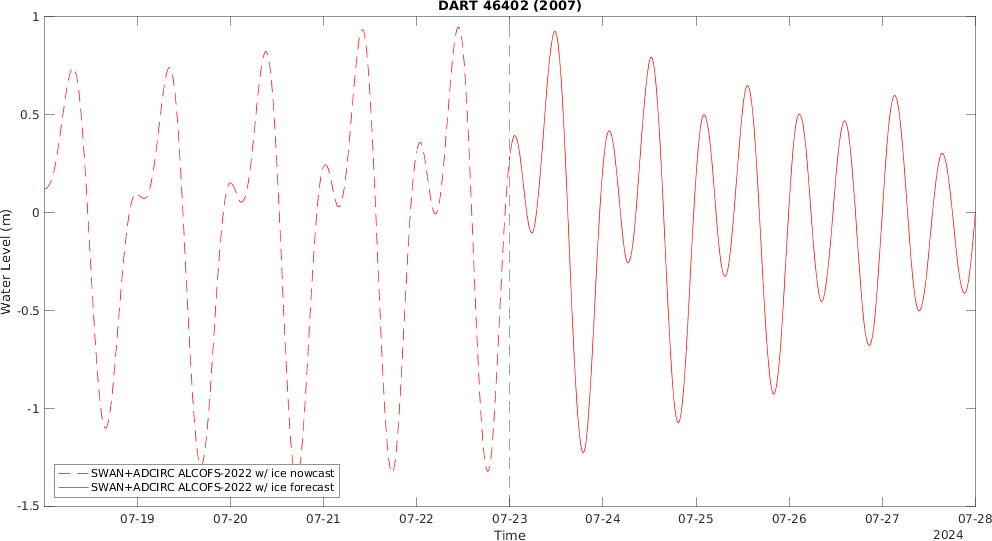 DART 46402 (2007)
1
0.5
0
-0.5
-1
-1.5
Water Level (m)
SWAN+ADCIRC ALCOFS-2022 w/ ice nowcast
SWAN+ADCIRC ALCOFS-2022 w/ ice forecast
07-19 07-20 07-21 07-22 07-23 07-24 07-25 07-26 07-27 07-28
Time
2024